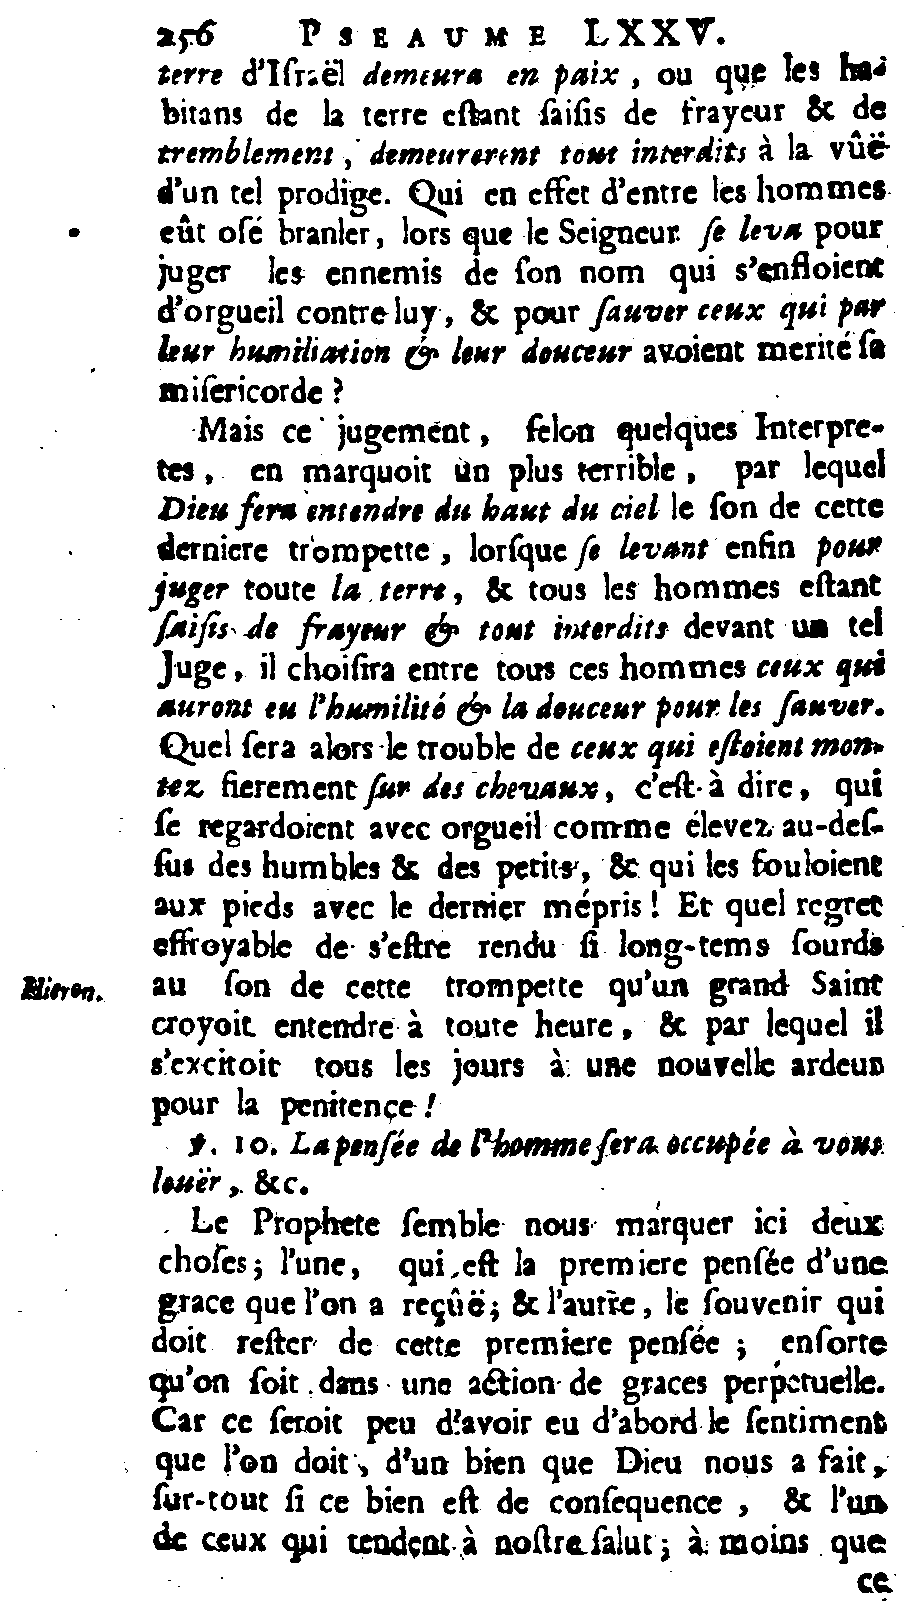 256 PSEAUME LXXV.
terre d'Iſraël demeura en paix, ou que les ha-
bitans de la terre eſtant ſaiſis de frayeur & de
tremblement, demeurerent tout interdits à la vûë
d'un tel prodige. Qui en effet d'entre les hommes
eût oſé branler, lors que le Seigneur ſe leva pour
juger les ennemis de ſon nom qui s'enfloient
d'orgueil contre luy, & pour ſauver ceux qui par
leur humiliation & leur douceur avoient merité ſa
miſericorde ?
Mais ce jugement, ſelon quelques Interpre-
tes, en marquoit un plus terrible, par lequel
Dieu fera entendre du haut du ciel le ſon de cette
derniere trompette, lorſque ſe levant enfin pour
juger toute la terre, & tous les hommes eſtant
ſaiſis de frayeur & tout interdits devant un tel
Juge, il choiſira entre tous ces hommes ceux qui
auront eu l'humilité & la douceur pour les ſauver.
Quel ſera alors le trouble de ceux qui eſtoient mon-
tez fierement ſur des chevaux, c'eſt à dire, qui
ſe regardoient avec orgueil comme élevez au-deſ-
ſus des humbles & des petits, & qui les fouloient
aux pieds avec le dernier mépris ! Et quel regret
effroyable de s'eſtre rendu ſi long-tems ſourds
Hieron. au ſon de cette trompette qu'un grand Saint
croyoit entendre à toute heure, & par lequel il
s'excitoit tous les jours à une nouvelle ardeur
pour la penitençe !
℣. 10. La penſée de l'homme ſera occupée à vous
louër, &c.
Le Prophete ſemble nous marquer ici deux
choſes; l'une, qui eſt la premiere penſée d'une
grace que l'on a reçûë; & l'autre, le ſouvenir qui
doit reſter de cette premiere penſée ; enſorte
qu'on ſoit dans une action de graces perpetuelle.
Car ce ſeroit peu d'avoir eu d'abord le ſentiment
que l'on doit, d'un bien que Dieu nous a fait,
ſur-tout ſi ce bien eſt de conſequence, & l'un
de ceux qui tendent à noſtre ſalut; à moins que
ce